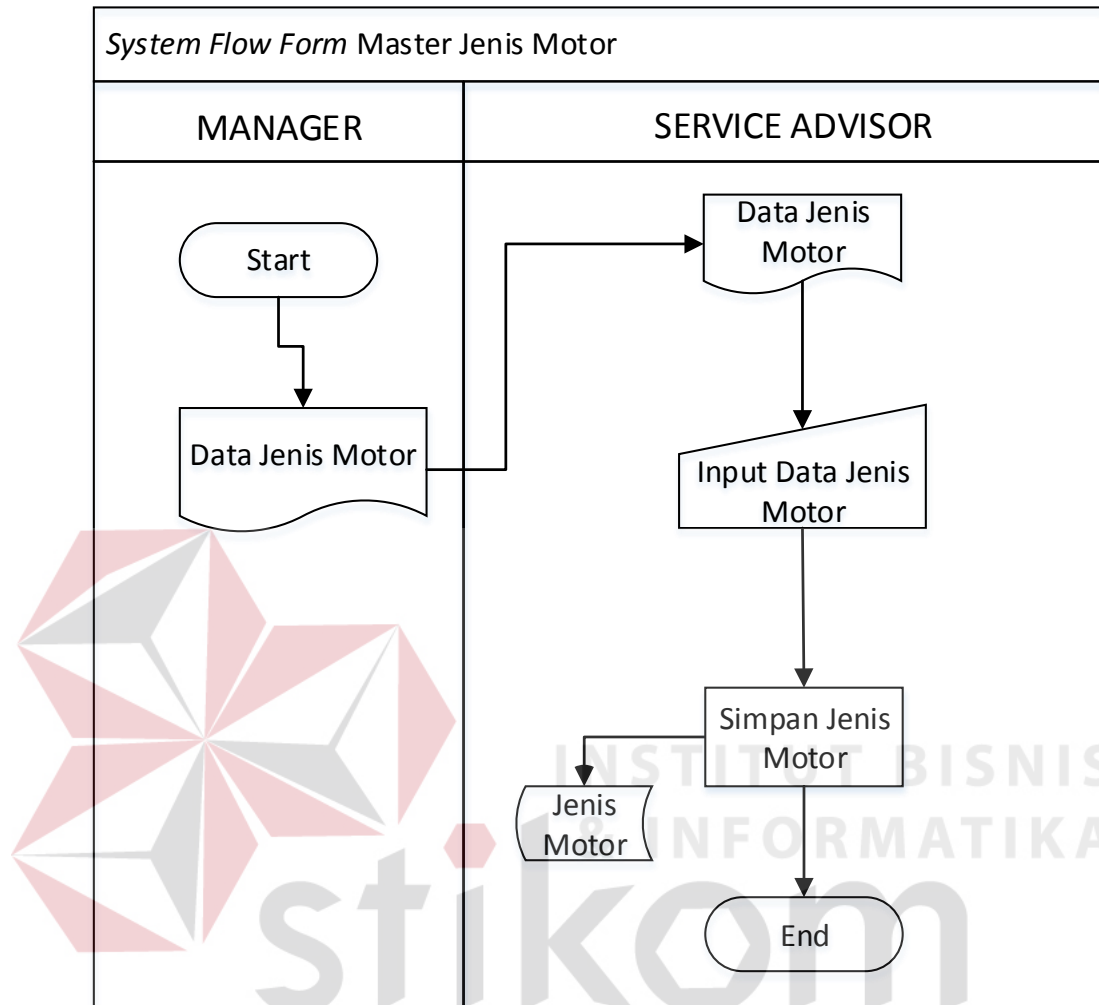 System Flow Form Master Jenis Motor
MANAGER
SERVICE ADVISOR
Start
Data Jenis Motor
Data Jenis
Motor
Input Data Jenis
Motor
Simpan Jenis
Motor
Jenis
Motor
End
INSTITUT BISNIS
& INFORMATIKA
stikom